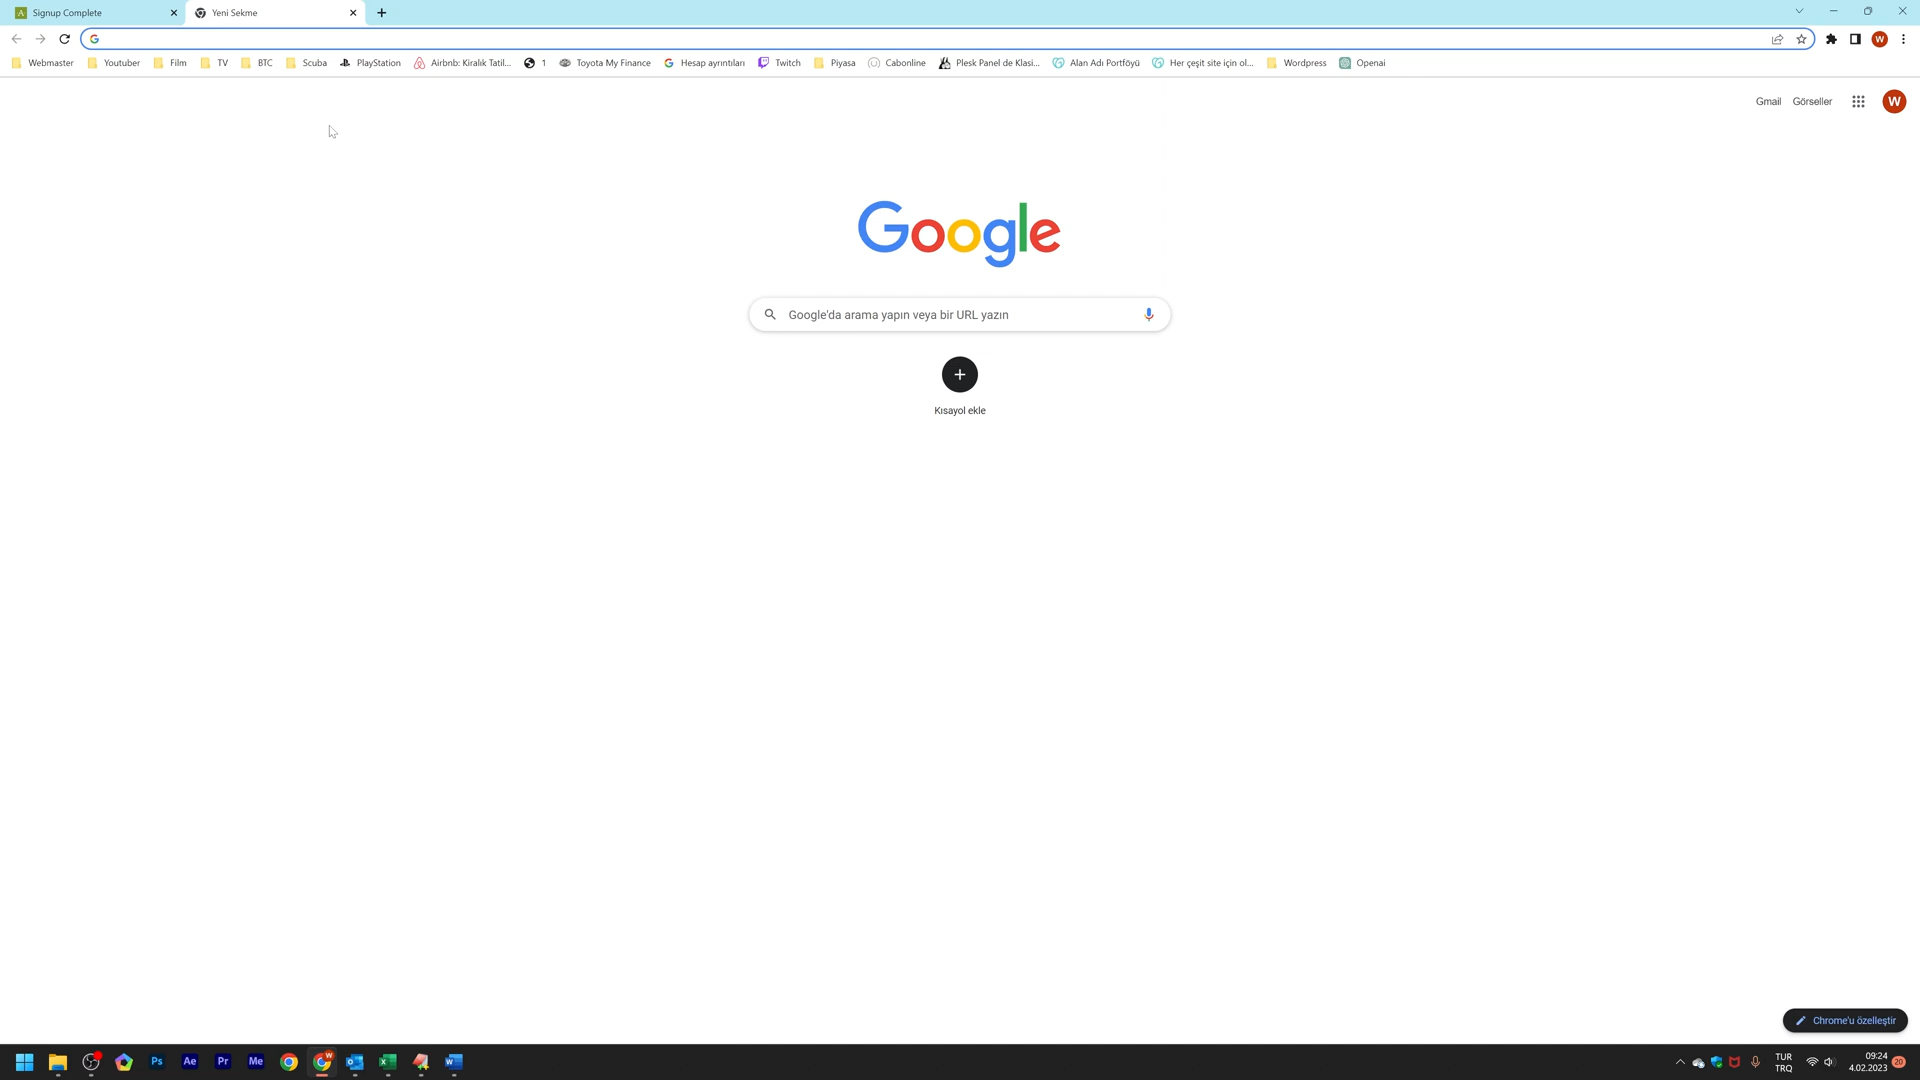 Signup Complete
Yeni Sekme
Webmaster Youtuber Film TV BTC Scuba PlayStation Airbnb: Kiralık Tatil... 1 Toyota My Finance Hesap ayrıntıları Twitch Piyasa Cabonline Plesk Panel de Klasi... Alan Adı Portföyü Her çeşit site için ol... Wordpress Openai
Gmail Görseller W
Google
Google'da arama yapın veya bir URL yazın
Kısayol ekle
Chrome'u özelleştir
Ps Ae Pr Me
TUR
TRQ
09:24
4.02.2023
20